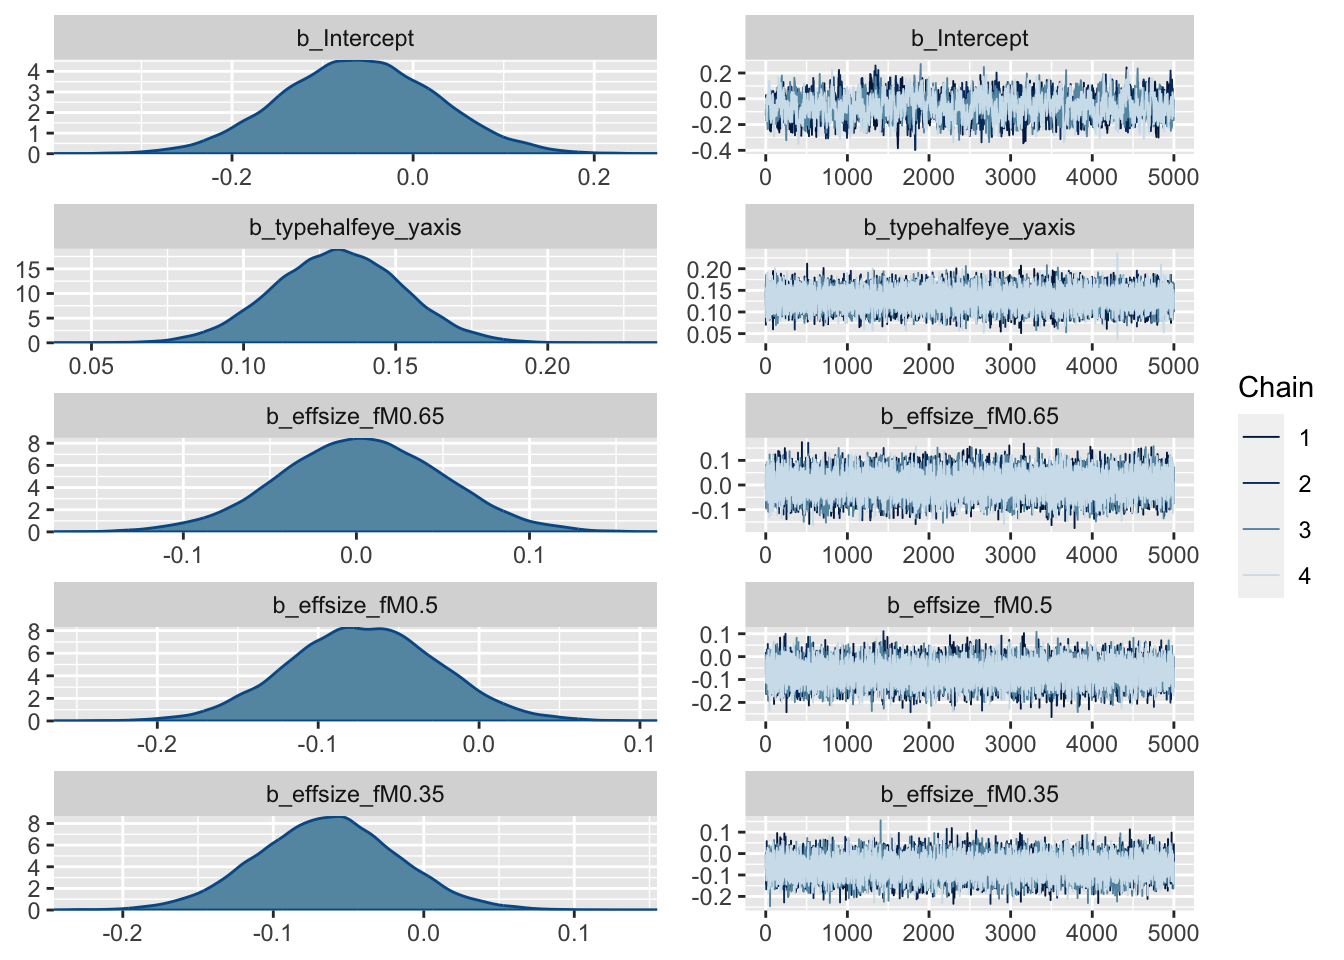 b_Intercept
4
3
2
1
0
-0.2 0.0 0.2
b_Intercept
0.2
0.0
-0.2
-0.4
0 1000 2000 3000 4000 5000
b_typehalfeye_yaxis
15
10
5
0
0.05 0.10 0.15 0.20
b_typehalfeye_yaxis
0.20
0.15
0.10
0.05
0 1000 2000 3000 4000 5000
b_effsize_fM0.65
8
6
4
2
0
-0.1 0.0 0.1
b_effsize_fM0.65
0.1
0.0
-0.1
0 1000 2000 3000 4000 5000
b_effsize_fM0.5
8
6
4
2
0
-0.2 -0.1 0.0 0.1
b_effsize_fM0.5
0.1
0.0
-0.1
-0.2
0 1000 2000 3000 4000 5000
b_effsize_fM0.35
8
6
4
2
0
-0.2 -0.1 0.0 0.1
b_effsize_fM0.35
0.1
0.0
-0.1
-0.2
0 1000 2000 3000 4000 5000
Chain
1
2
3
4